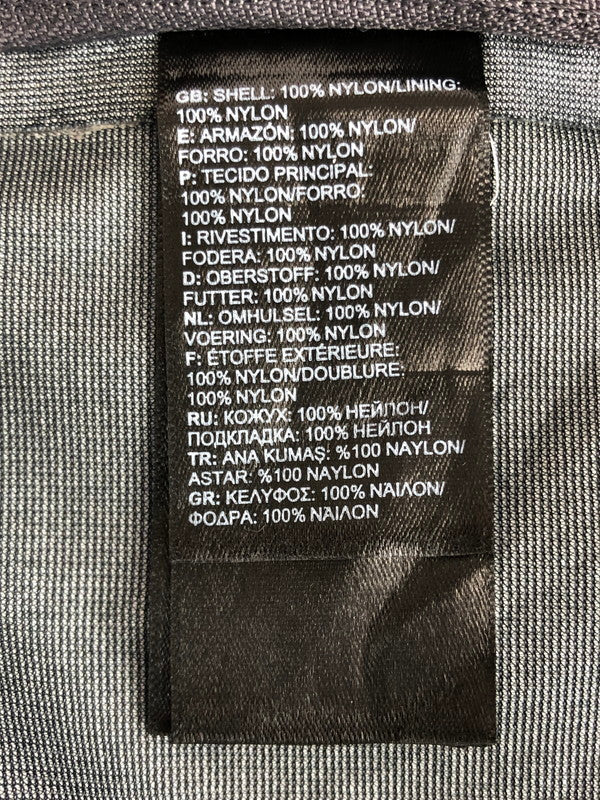 GB: SHELL: 100% NYLON/LINING:
100% NYLON
E: ARMAZÓN: 100% NYLON/
FORRO: 100% NYLON
P: TECIDO PRINCIPAL:
100% NYLON/FORRO:
100% NYLON
I: RIVESTIMENTO: 100% NYLON/
FODERA: 100% NYLON
D: OBERSTOFF: 100% NYLON/
FUTTER: 100% NYLON
NL: OMHULSEL: 100% NYLON/
VOERING: 100% NYLON
F: ÉTOFFE EXTÉRIEURE:
100% NYLON/DOUBLURE:
100% NYLON
RU: КОЖУХ: 100% НЕЙЛОН/
ПОДКЛАДКА: 100% НЕЙЛОН
TR: ANA KUMAŞ: %100 NAYLON/
ASTAR: %100 NAYLON
GR: ΚΕΛΥΦΟΣ: 100% ΝΆΙΛΟΝ/
ΦΟΔΡΑ: 100% ΝΆΙΛΟΝ